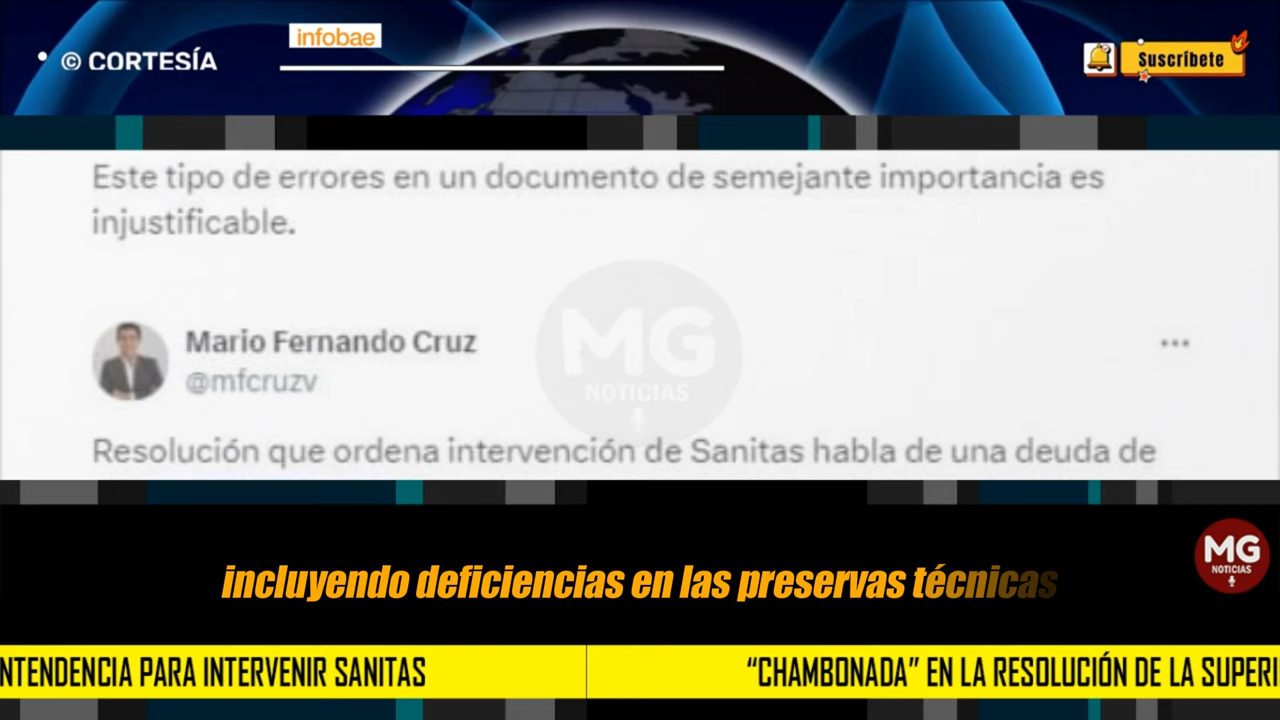 infobae
© CORTESÍA
Suscríbete
Este tipo de errores en un documento de semejante importancia es
injustificable.
Mario Fernando Cruz
@mfcruzv
MG
NOTICIAS
Resolución que ordena intervención de Sanitas habla de una deuda de
MG
NOTICIAS
incluyendo deficiencias en las preservas técnicas
NTENDENCIA PARA INTERVENIR SANITAS
“CHAMBONADA” EN LA RESOLUCIÓN DE LA SUPERI